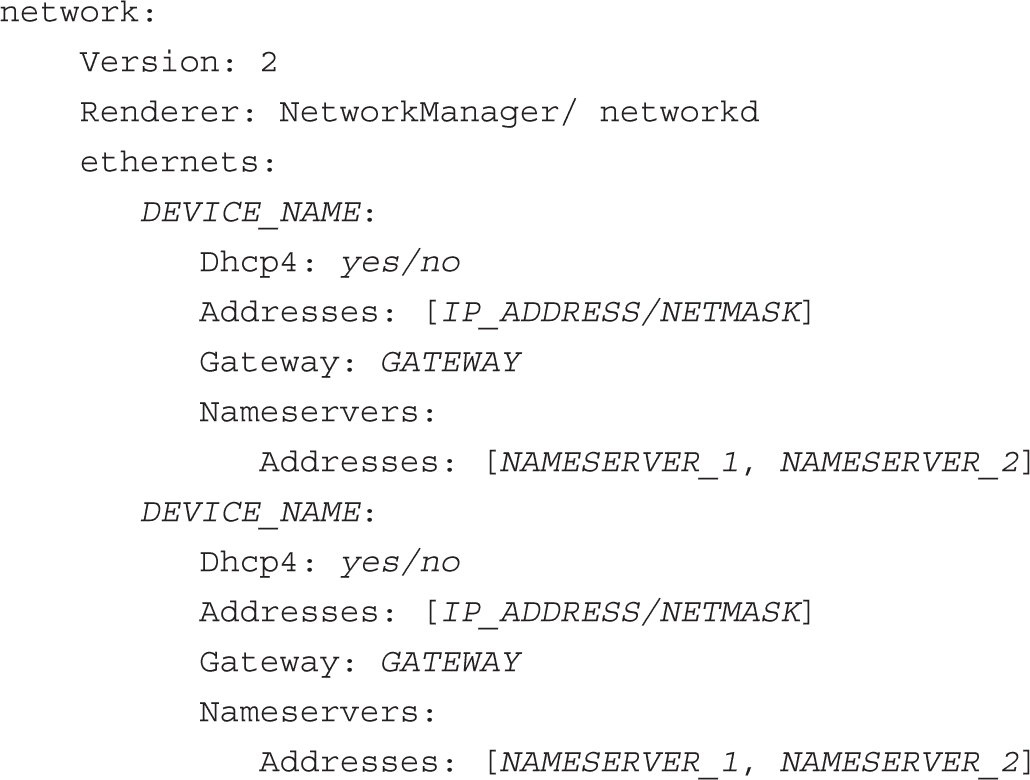 network:
Version: 2
Renderer: NetworkManager/ networkd
ethernets:
DEVICE_NAME:
Dhcp4: yes/no
Addresses: [IP_ADDRESS/NETMASK]
Gateway: GATEWAY
Nameservers:
Addresses: [NAMESERVER_1, NAMESERVER_2]
DEVICE_NAME:
Dhcp4: yes/no
Addresses: [IP_ADDRESS/NETMASK]
Gateway: GATEWAY
Nameservers:
Addresses: [NAMESERVER_1, NAMESERVER_2]